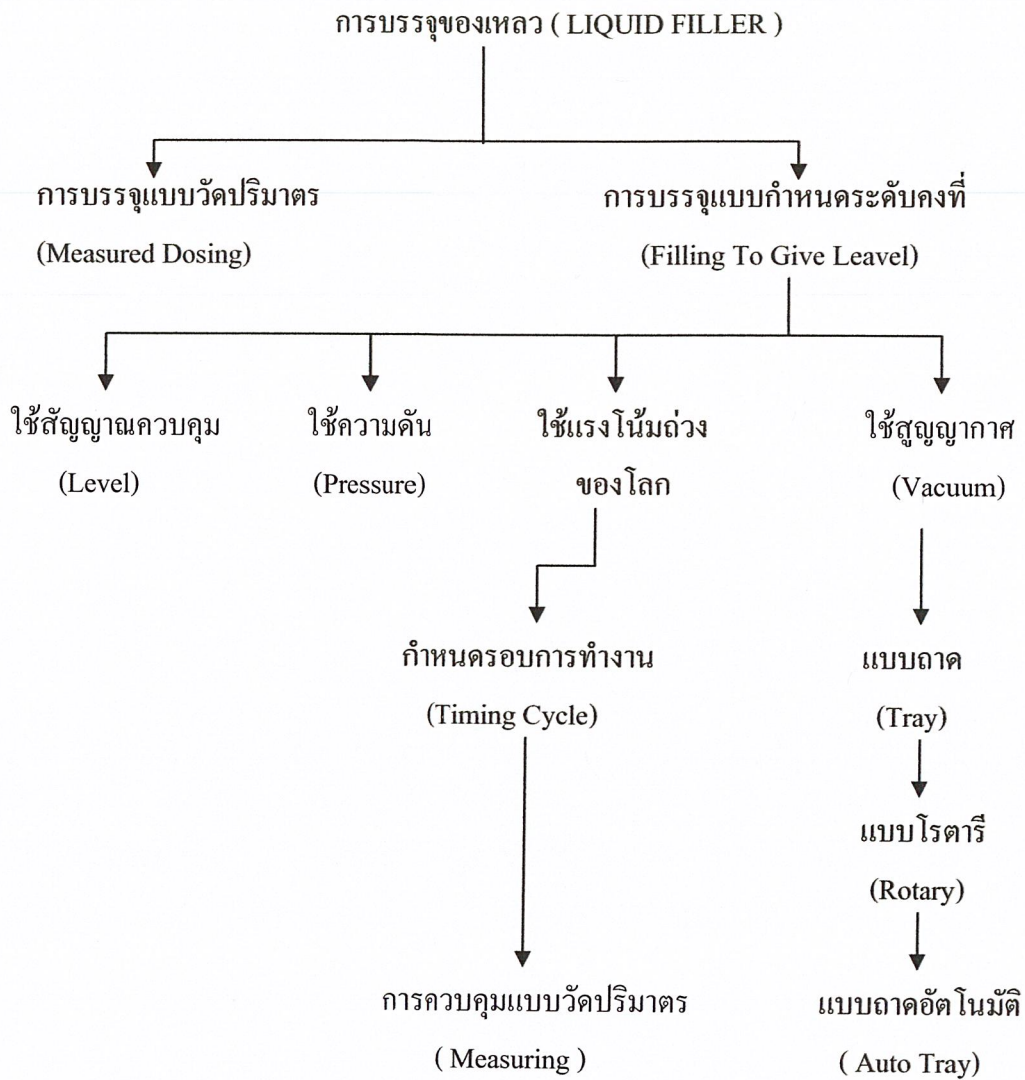 การบรรจุของเหลว ( LIQUID FILLER )
การบรรจุแบบวัดปริมาตร
(Measured Dosing)
การบรรจุแบบกำหนดระดับคงที่
(Filling To Give Leavel)
ใช้สัญญาณควบคุม
(Level)
ใช้ความดัน
(Pressure)
ใช้แรงโน้มถ่วง
ของโลก
ใช้สูญญากาศ
(Vacuum)
กำหนดรอบการทำงาน
(Timing Cycle)
แบบถาด
(Tray)
แบบโรตารี
(Rotary)
การควบคุมแบบวัดปริมาตร
( Measuring )
แบบถาดอัตโนมัติ
( Auto Tray)